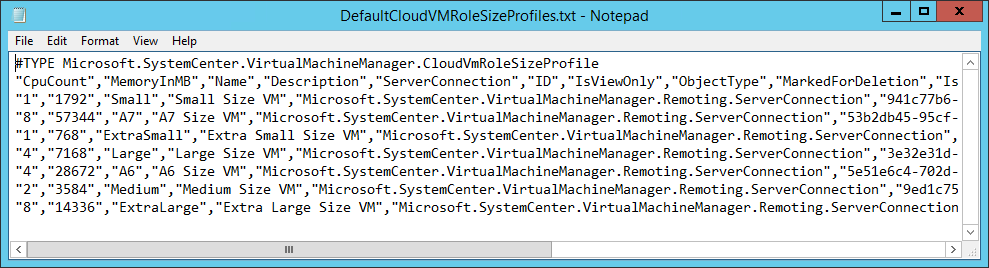 DefaultCloudVMRoleSizeProfiles.txt - Notepad
File Edit Format View Help
#TYPE Microsoft.SystemCenter.VirtualMachineManager.CloudVmRoleSizeProfile
"CpuCount","MemoryInMB","Name","Description","ServerConnection","ID","IsViewOnly","ObjectType","MarkedForDeletion","Is
"1","1792","Small","Small Size VM","Microsoft.SystemCenter.VirtualMachineManager.Remoting.ServerConnection","941c77b6-
"8","57344","A7","A7 Size VM","Microsoft.SystemCenter.VirtualMachineManager.Remoting.ServerConnection","53b2db45-95cf-
"1","768","ExtraSmall","Extra Small Size VM","Microsoft.SystemCenter.VirtualMachineManager.Remoting.ServerConnection",
"4","7168","Large","Large Size VM","Microsoft.SystemCenter.VirtualMachineManager.Remoting.ServerConnection","3e32e31d-
"4","28672","A6","A6 Size VM","Microsoft.SystemCenter.VirtualMachineManager.Remoting.ServerConnection","5e51e6c4-702d-
"2","3584","Medium","Medium Size VM","Microsoft.SystemCenter.VirtualMachineManager.Remoting.ServerConnection","9ed1c75
"8","14336","ExtraLarge","Extra Large Size VM","Microsoft.SystemCenter.VirtualMachineManager.Remoting.ServerConnection